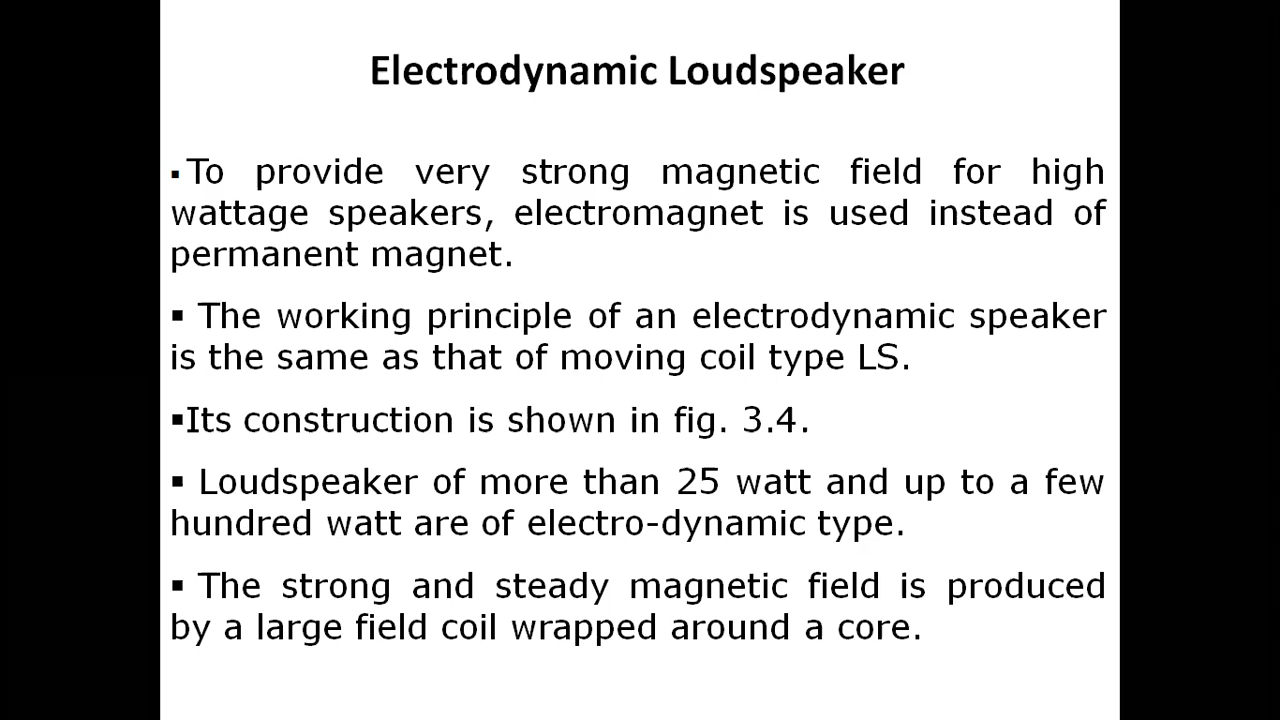 Electrodynamic Loudspeaker
▪To provide very strong magnetic field for high
wattage speakers, electromagnet is used instead of
permanent magnet.
▪ The working principle of an electrodynamic speaker
is the same as that of moving coil type LS.
▪Its construction is shown in fig. 3.4.
▪ Loudspeaker of more than 25 watt and up to a few
hundred watt are of electro-dynamic type.
▪ The strong and steady magnetic field is produced
by a large field coil wrapped around a core.